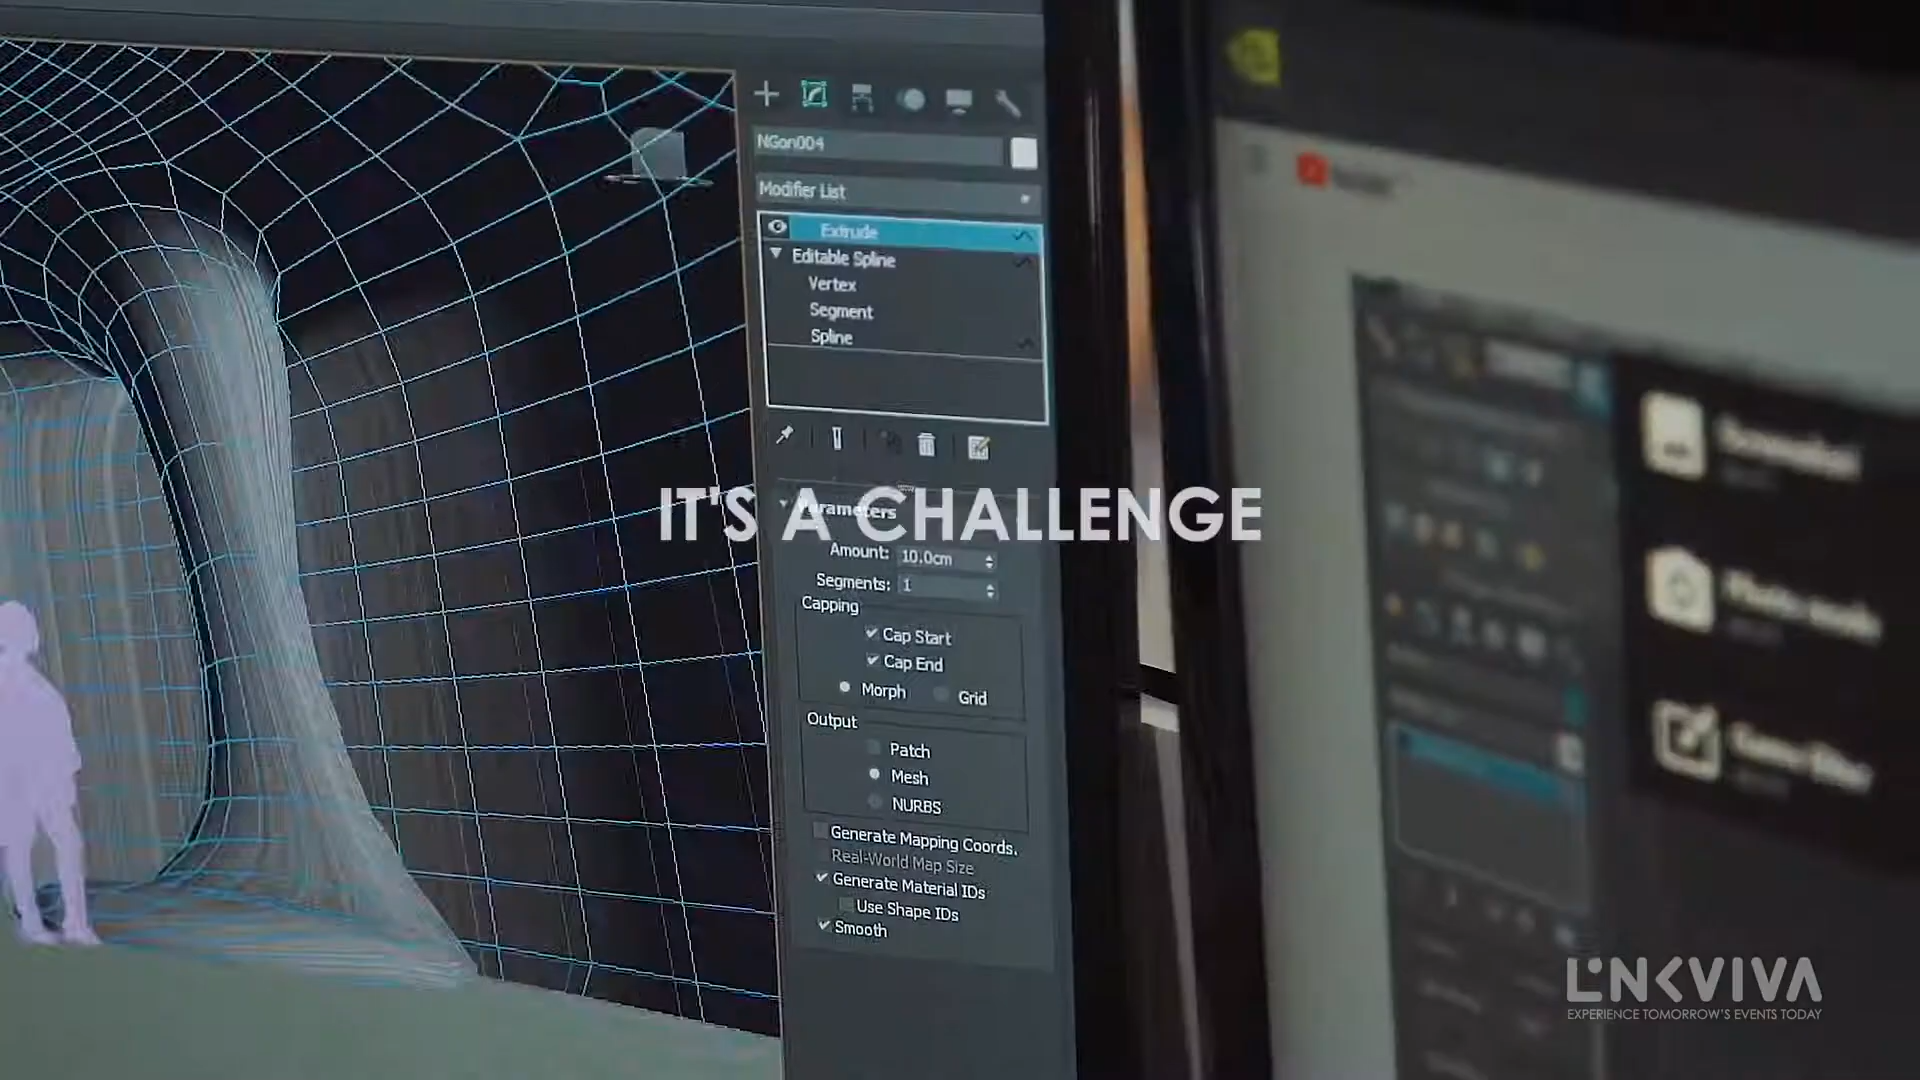 NGon004
Modifier List
Extrude
Editable Spline
Vertex
Segment
Spline
IT'S A CHALLENGE
Parameters
Amount: 10.0cm
Segments: 1
Capping
Cap Start
Cap End
Morph Grid
Output
Patch
Mesh
NURBS
Generate Mapping Coords.
Real-World Map Size
Generate Material IDs
Use Shape IDs
Smooth
LINKVIVA
EXPERIENCE TOMORROW'S EVENTS TODAY